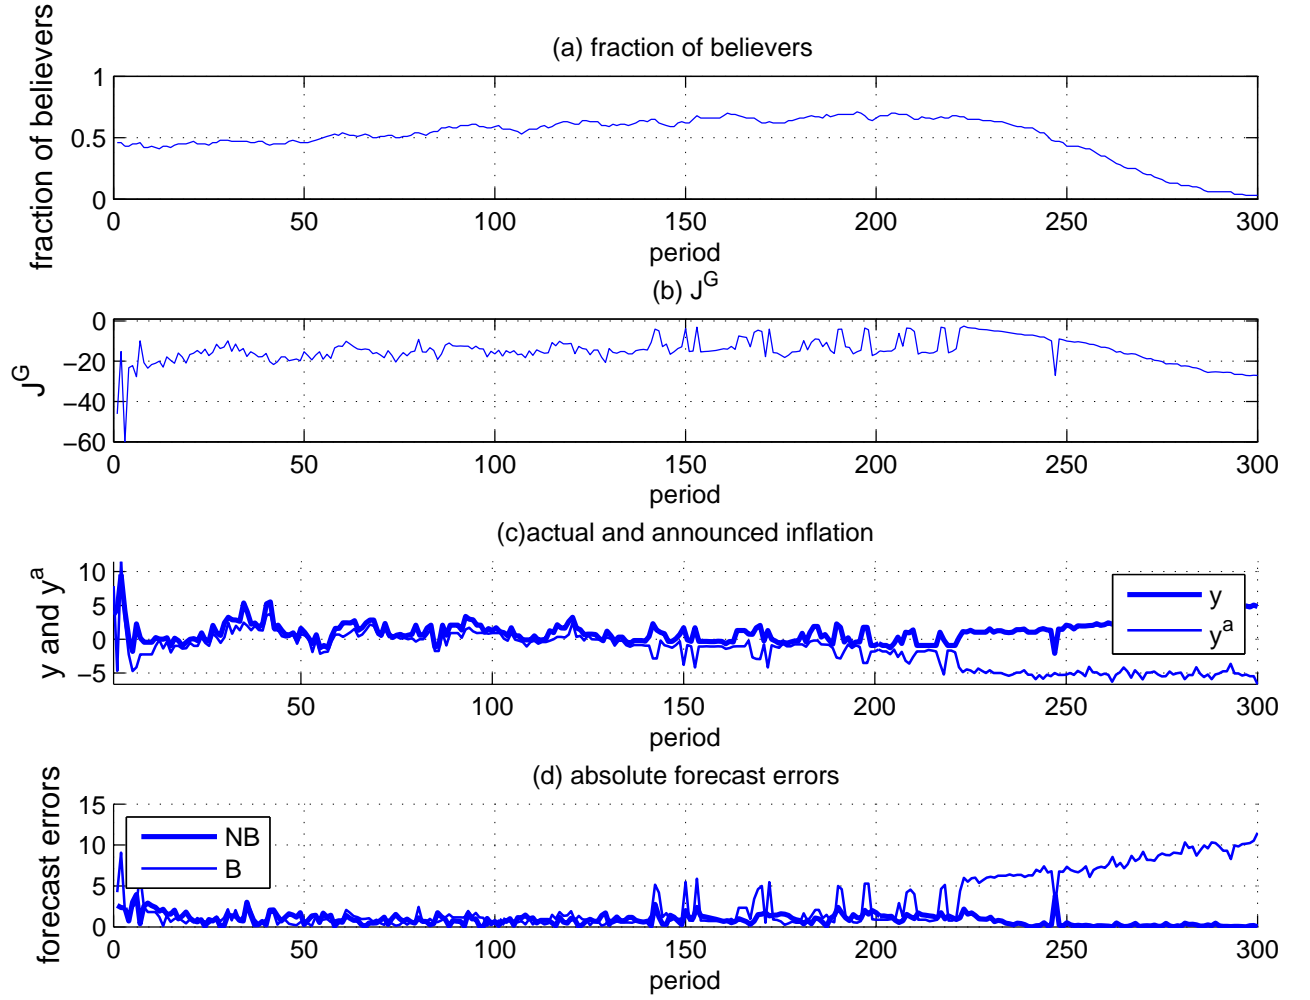 (a) fraction of believers
fraction of believers
1
0.5
0
0 50 100 150 200 250 300
period
(b) J^G
J^G
0
−20
−40
−60
0 50 100 150 200 250 300
period
(c)actual and announced inflation
y and y^a
10
5
0
−5
y
y^a
50 100 150 200 250 300
period
(d) absolute forecast errors
forecast errors
15
10
5
0
NB
B
0 50 100 150 200 250 300
period